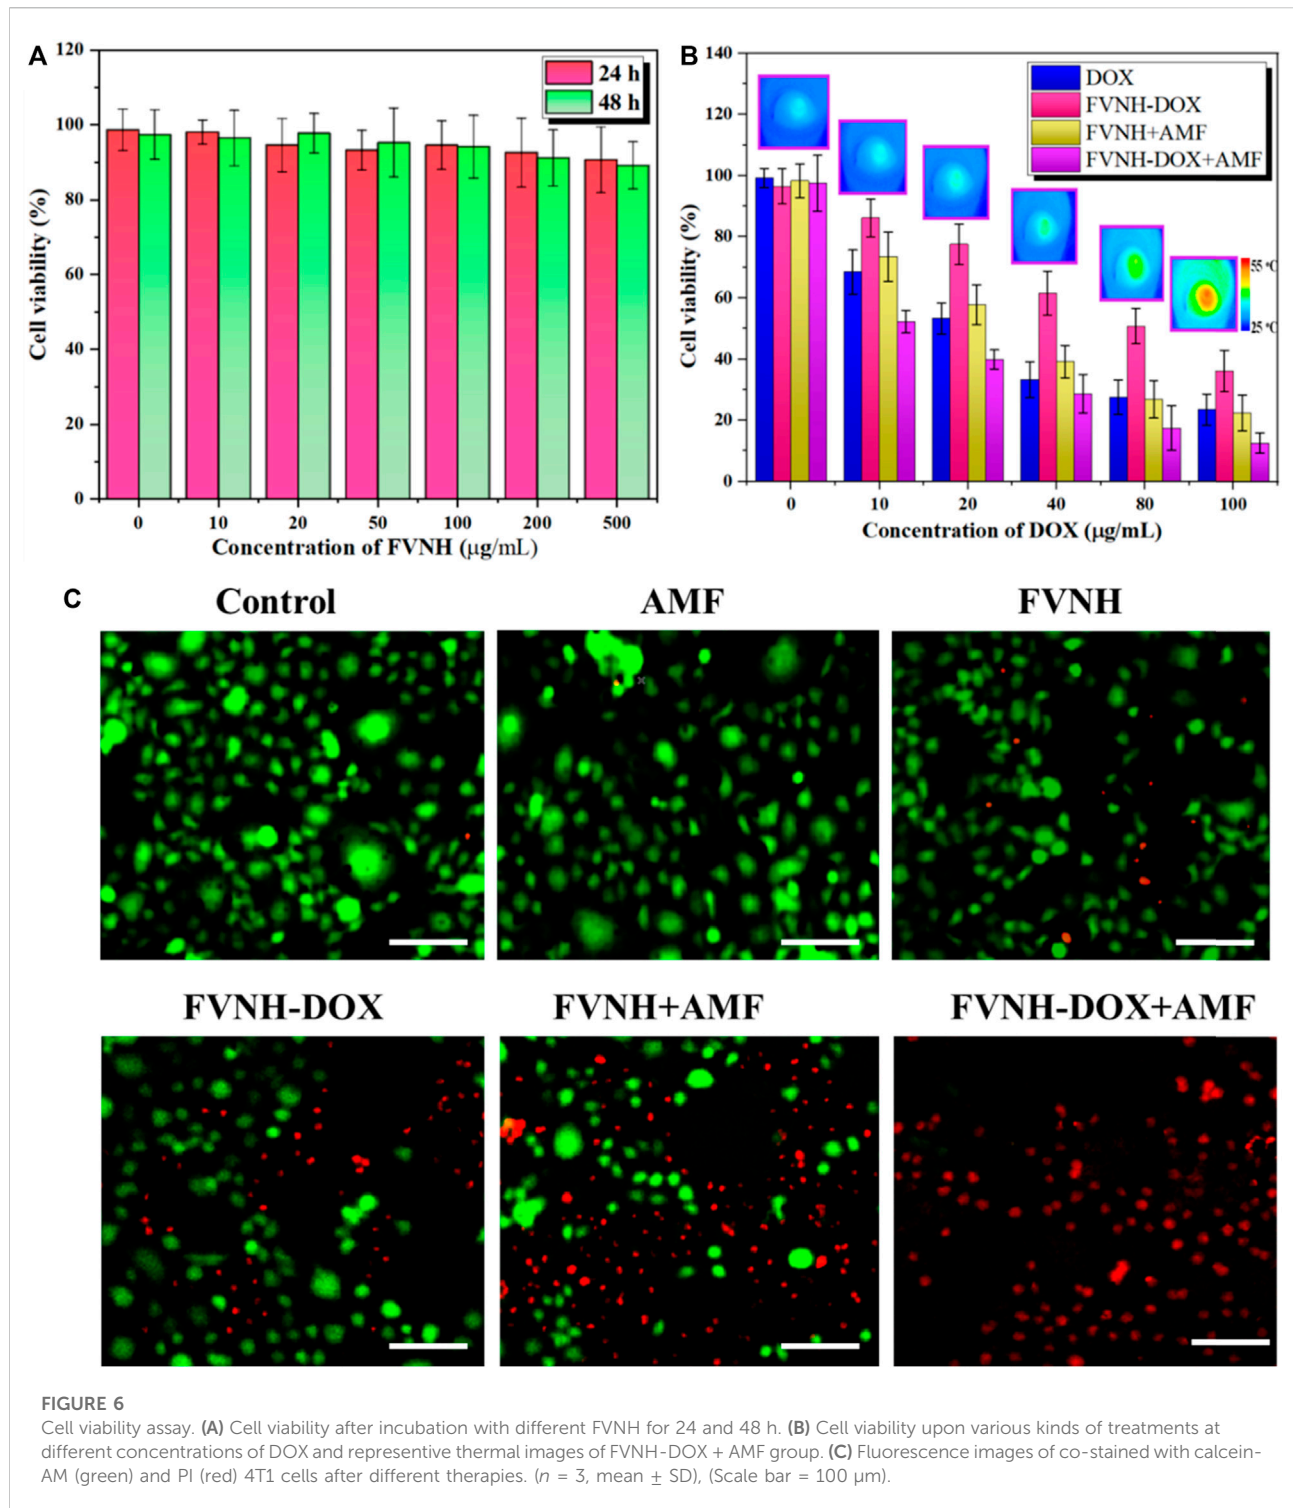 A
120
100
80
60
40
20
0
Cell viability (%)
24 h
48 h
0 10 20 50 100 200 500
Concentration of FVNH (μg/mL)
B
140
120
100
80
60
40
20
0
Cell viability (%)
DOX
FVNH-DOX
FVNH+AMF
FVNH-DOX+AMF
55 °C
25 °C
0 10 20 40 80 100
Concentration of DOX (μg/mL)
C
Control AMF FVNH
FVNH-DOX FVNH+AMF FVNH-DOX+AMF
FIGURE 6
Cell viability assay. (A) Cell viability after incubation with different FVNH for 24 and 48 h. (B) Cell viability upon various kinds of treatments at
different concentrations of DOX and representive thermal images of FVNH-DOX + AMF group. (C) Fluorescence images of co-stained with calcein-
AM (green) and PI (red) 4T1 cells after different therapies. (n = 3, mean ± SD), (Scale bar = 100 μm).